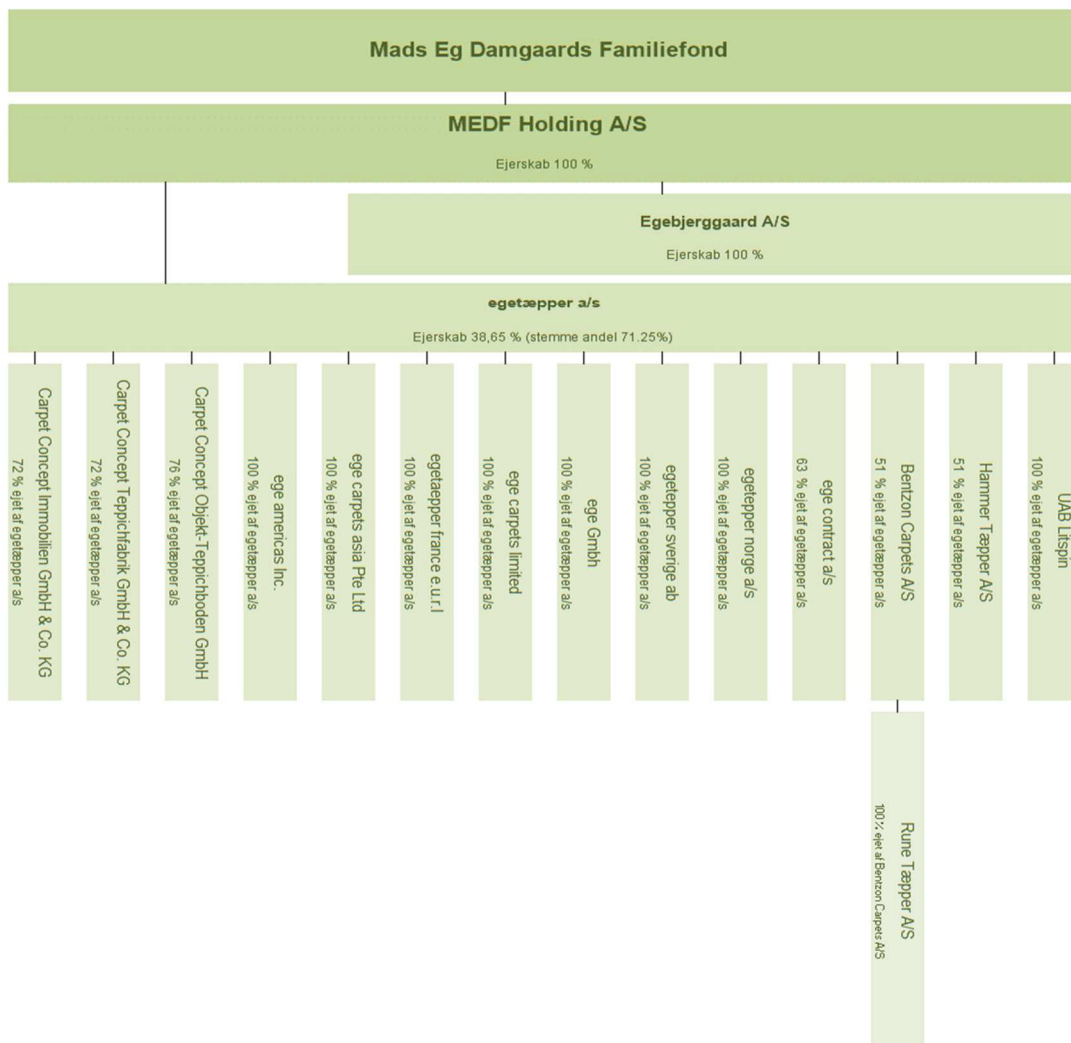 Mads Eg Damgaards Familiefond
MEDF Holding A/S
Ejerskab 100 %
Egebjerggaard A/S
Ejerskab 100 %
egetæpper a/s
Ejerskab 38,65 % (stemme andel 71.25%)
Carpet Concept Immobilien GmbH & Co. KG
72 % ejet af egetæpper a/s
Carpet Concept Teppichfabrik GmbH & Co. KG
72 % ejet af egetæpper a/s
Carpet Concept Objekt-Teppichboden GmbH
76 % ejet af egetæpper a/s
ege americas Inc.
100 % ejet af egetæpper a/s
ege carpets asia Pte Ltd
100 % ejet af egetæpper a/s
egetaepper france e.u.r.l
100 % ejet af egetæpper a/s
ege carpets limited
100 % ejet af egetæpper a/s
ege Gmbh
100 % ejet af egetæpper a/s
egetepper sverige ab
100 % ejet af egetæpper a/s
egetepper norge a/s
100 % ejet af egetæpper a/s
ege contract a/s
63 % ejet af egetæpper a/s
Bentzon Carpets A/S
51 % ejet af egetæpper a/s
Hammer Tæpper A/S
51 % ejet af egetæpper a/s
UAB Litspin
100 % ejet af egetæpper a/s
Rune Tæpper A/S
100% ejet af Bentzon Carpets A/S